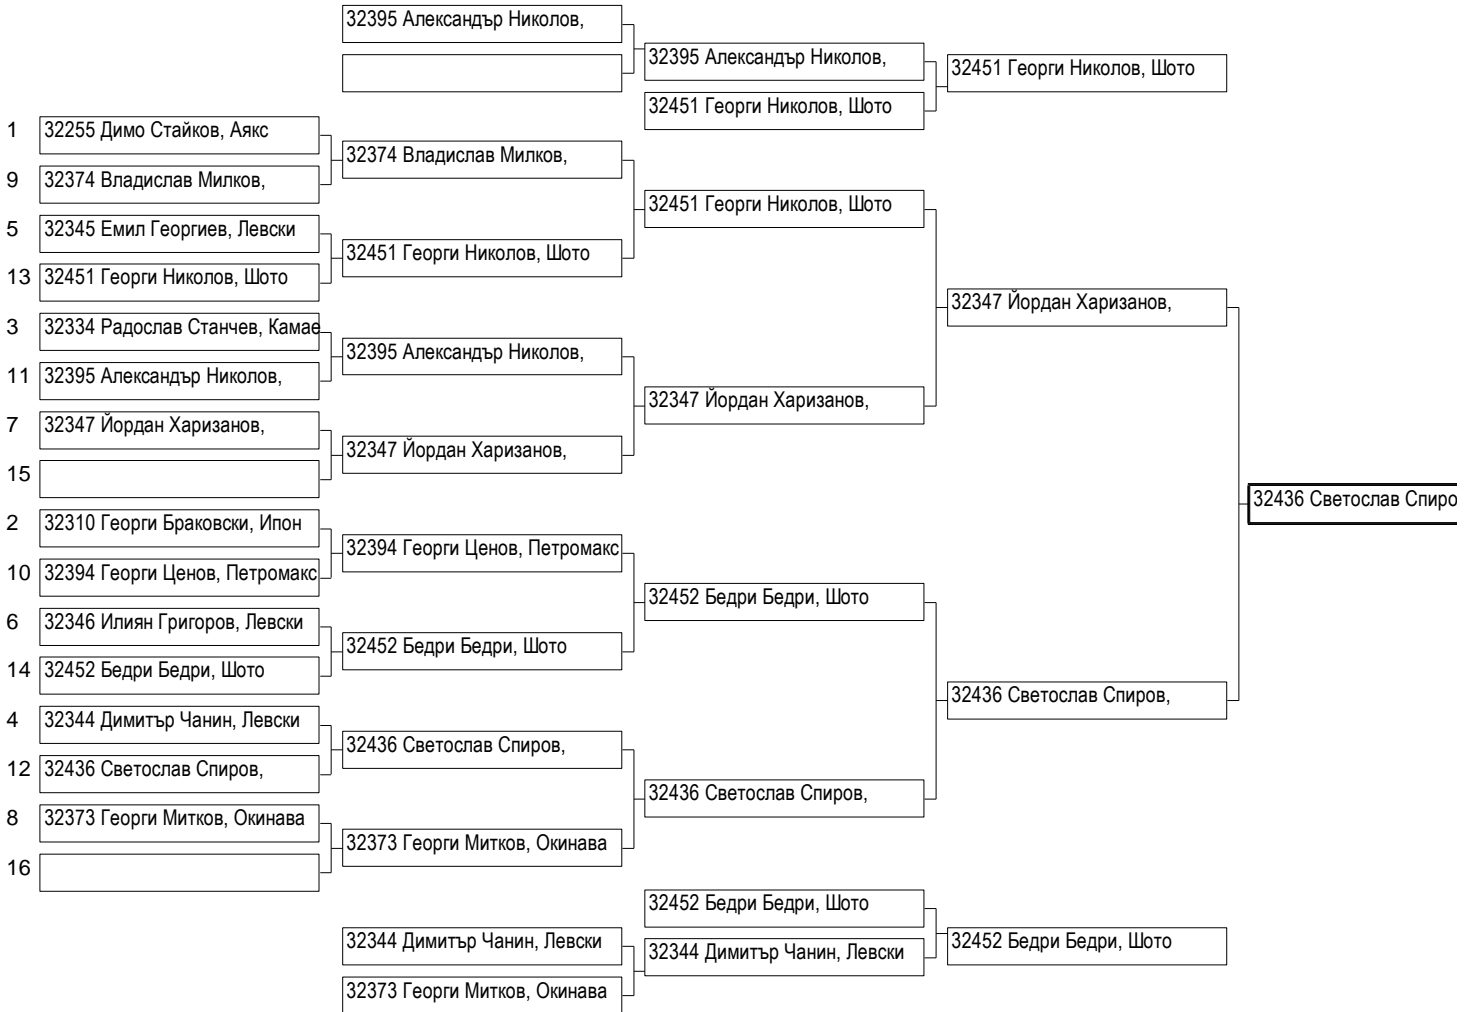 32395 Александър Николов,
32395 Александър Николов,
32451 Георги Николов, Шото
32451 Георги Николов, Шото
1 32255 Димо Стайков, Аякс
32374 Владислав Милков,
9 32374 Владислав Милков,
32451 Георги Николов, Шото
5 32345 Емил Георгиев, Левски
32451 Георги Николов, Шото
13 32451 Георги Николов, Шото
32347 Йордан Харизанов,
3 32334 Радослав Станчев, Камае
32395 Александър Николов,
11 32395 Александър Николов,
32347 Йордан Харизанов,
7 32347 Йордан Харизанов,
32347 Йордан Харизанов,
15
32436 Светослав Спиро
2 32310 Георги Браковски, Ипон
32394 Георги Ценов, Петромакс
10 32394 Георги Ценов, Петромакс
32452 Бедри Бедри, Шото
6 32346 Илиян Григоров, Левски
32452 Бедри Бедри, Шото
14 32452 Бедри Бедри, Шото
32436 Светослав Спиров,
4 32344 Димитър Чанин, Левски
32436 Светослав Спиров,
12 32436 Светослав Спиров,
32436 Светослав Спиров,
8 32373 Георги Митков, Окинава
32373 Георги Митков, Окинава
16
32452 Бедри Бедри, Шото
32344 Димитър Чанин, Левски
32344 Димитър Чанин, Левски
32452 Бедри Бедри, Шото
32373 Георги Митков, Окинава